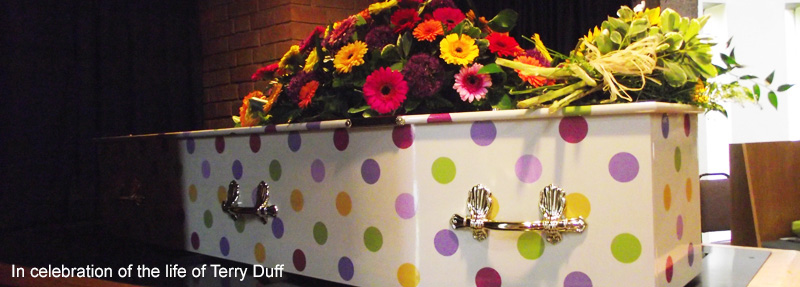 In celebration of the life of Terry Duff